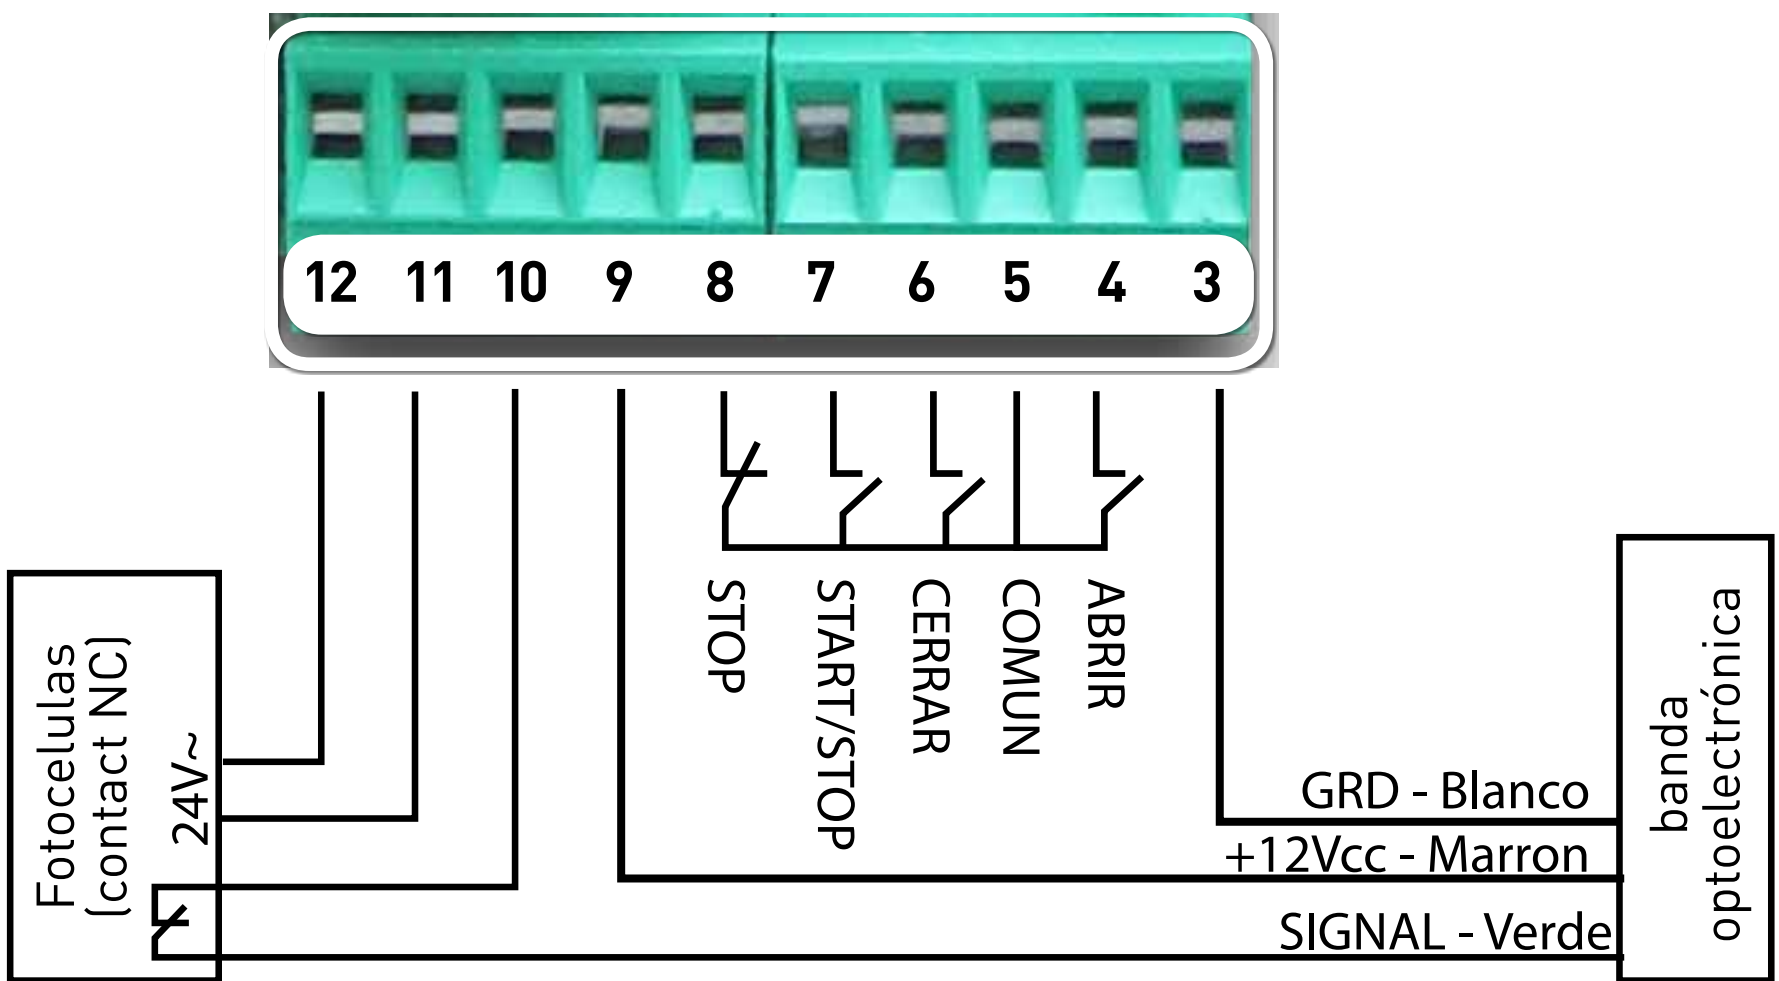 12 11 10 9 8 7 6 5 4 3
STOP
START/STOP
CERRAR
COMUN
ABRIR
Fotocelulas
(contact NC)
24V~
GRD - Blanco
+12Vcc - Marron
SIGNAL - Verde
banda
optoelectrónica